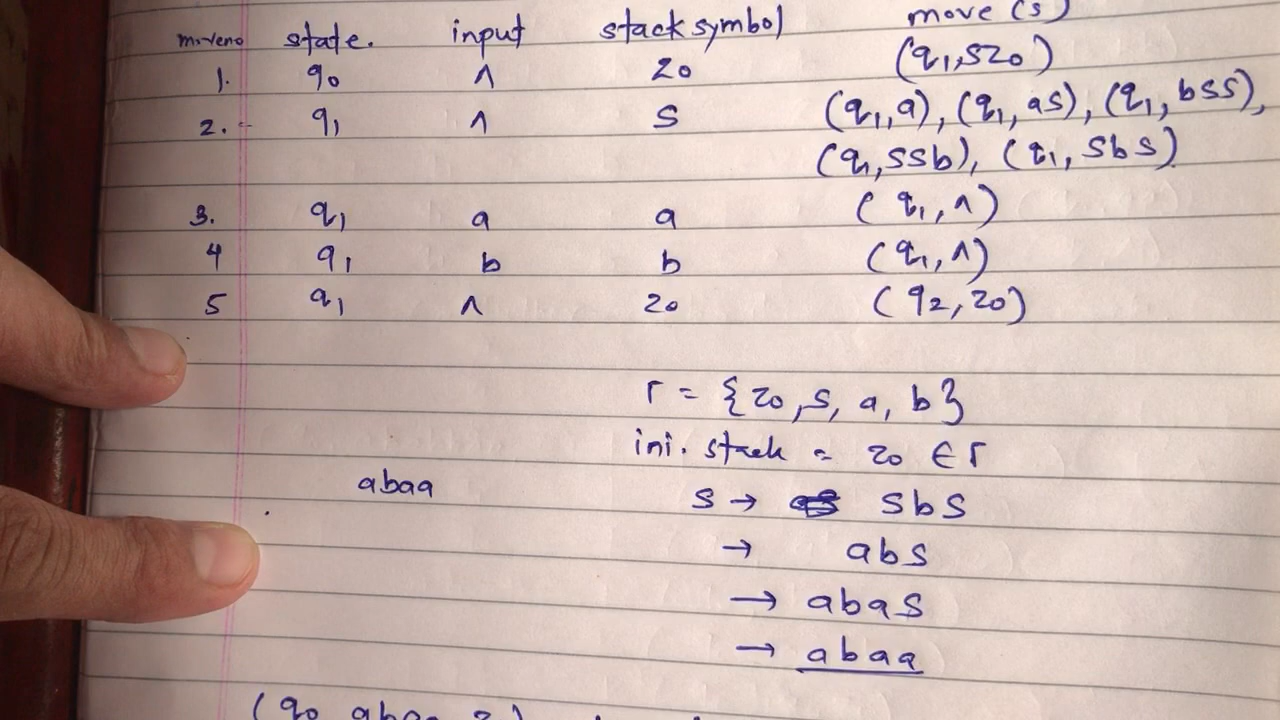 moveno state. input stack symbol move (s)
1. q0 ^ z0 (q1, Sz0)
2. - q1 ^ S (q1, a), (q1, aS), (q1, bSS),
(q1, SSb), (q1, SbS)
3. q1 a a (q1, ^)
4 q1 b b (q1, ^)
5 q1 ^ z0 (q2, z0)
Γ = {z0, S, a, b}
ini. stack = z0 ∈ Γ
abaa
S → SbS
→ abS
→ abaS
→ abaa
(q0